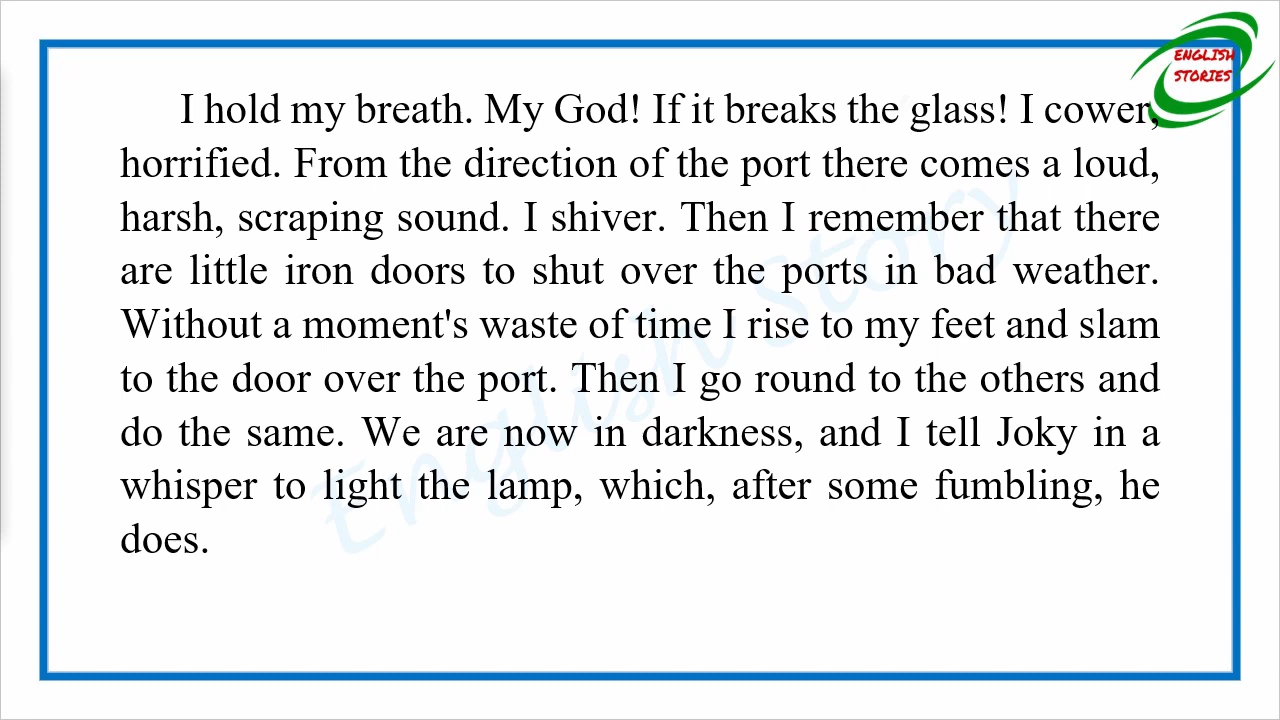 ENGLISH
STORIES
I hold my breath. My God! If it breaks the glass! I cower,
horrified. From the direction of the port there comes a loud,
harsh, scraping sound. I shiver. Then I remember that there
are little iron doors to shut over the ports in bad weather.
Without a moment's waste of time I rise to my feet and slam
to the door over the port. Then I go round to the others and
do the same. We are now in darkness, and I tell Joky in a
whisper to light the lamp, which, after some fumbling, he
does.
English Story